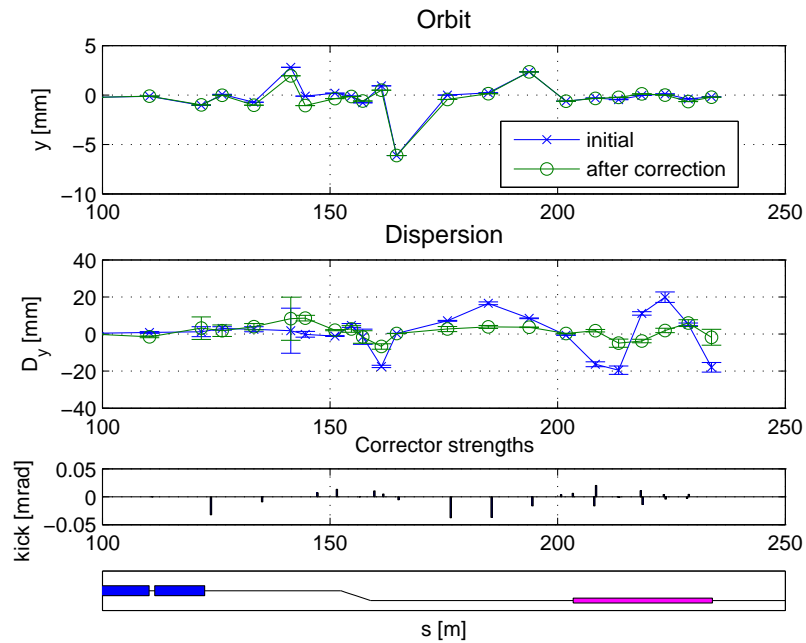 Orbit
5
0
−5
−10
y [mm]
initial
after correction
100 150 200 250
Dispersion
40
20
0
−20
−40
D_y [mm]
100 150 200 250
Corrector strengths
0.05
0
−0.05
kick [mrad]
100 150 200 250
s [m]